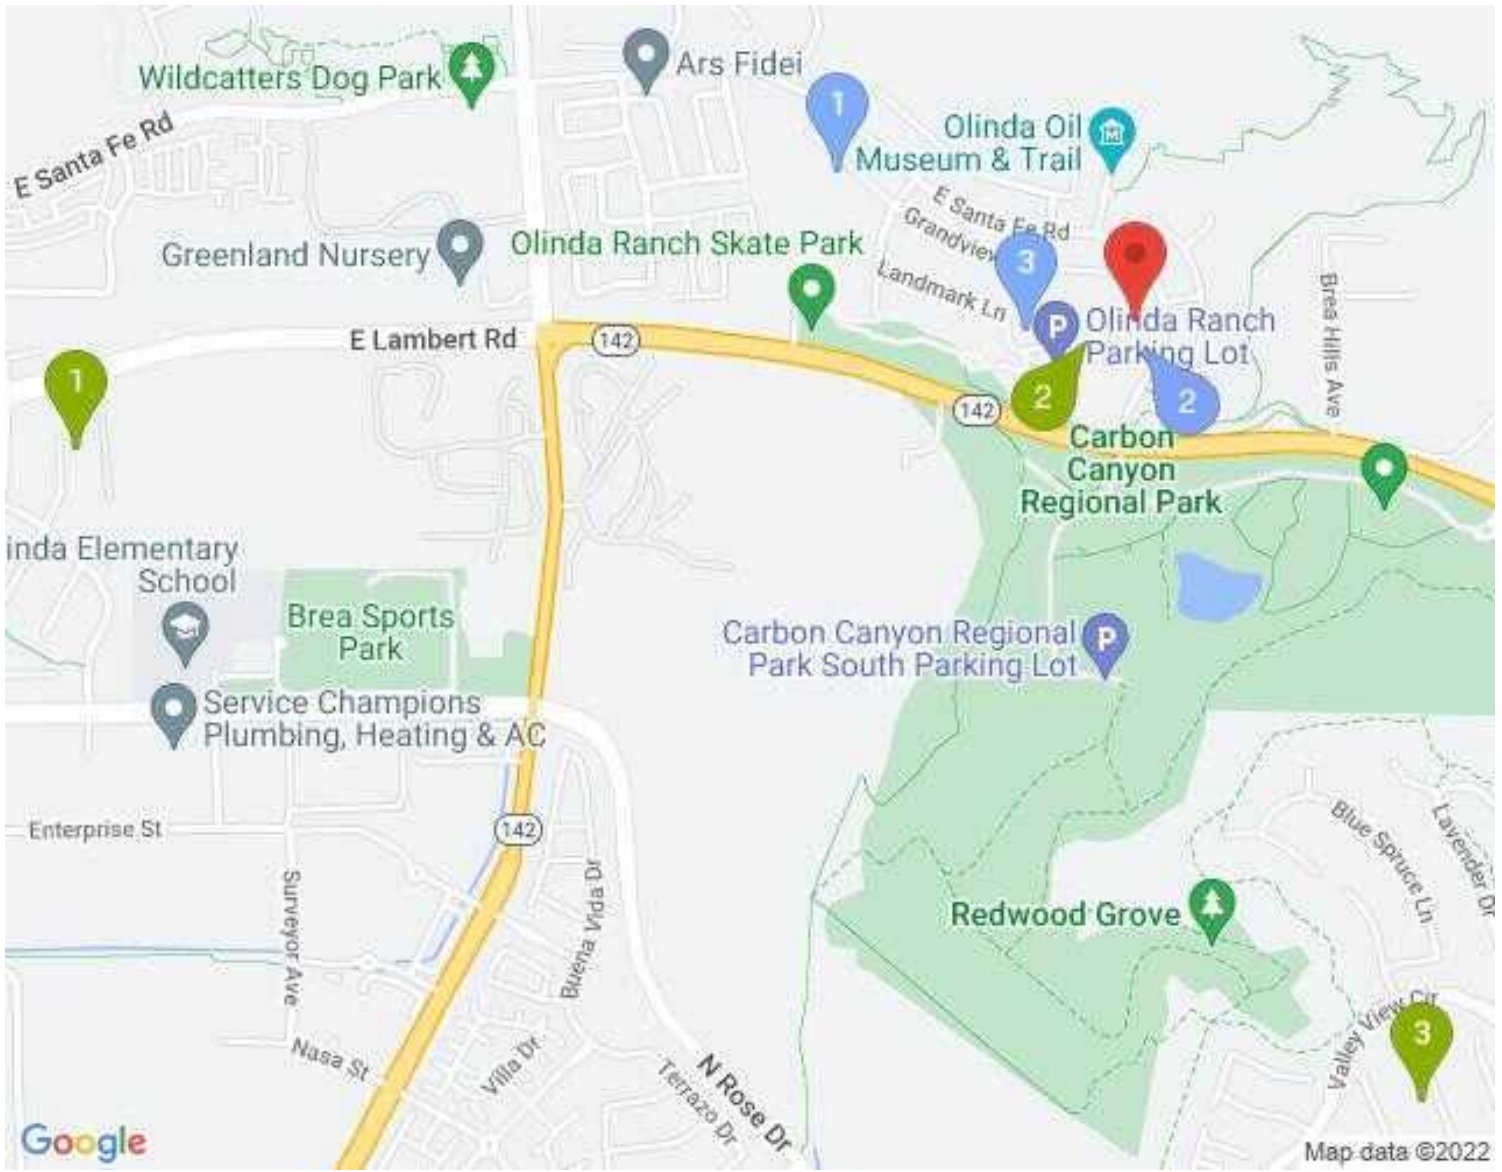 Wildcatters Dog Park
Ars Fidei
1
Olinda Oil
Museum & Trail
E Santa Fe Rd
E Santa Fe Rd
Grandview
Greenland Nursery
Olinda Ranch Skate Park
3
Landmark Ln
Brea Hills Ave
E Lambert Rd
142
P
Olinda Ranch
Parking Lot
1
2
2
142
Carbon
Canyon
Regional Park
inda Elementary
School
Brea Sports
Park
Carbon Canyon Regional
Park South Parking Lot
P
Service Champions
Plumbing, Heating & AC
Enterprise St
142
Surveyor Ave
Buena Vida Dr
Blue Spruce Ln
Lavender Dr
Redwood Grove
Valley View Cir
3
Nasa St
Villa Dr
Terrazo Dr
N Rose Dr
Google
Map data ©2022